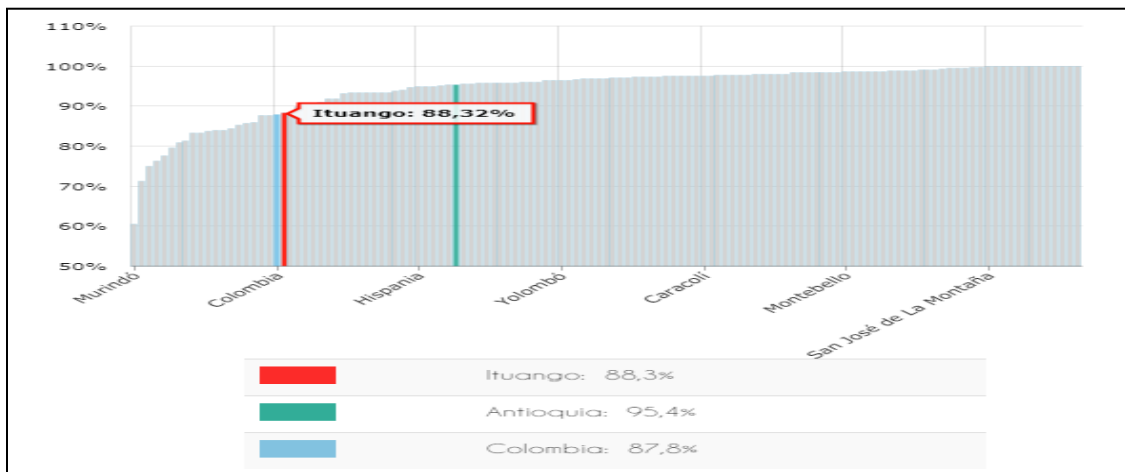 110%
100%
90%
Ituango: 88,32%
80%
70%
60%
50%
Murindó
Colombia
Hispania
Yolombó
Caracolí
Montebello
San José de La Montaña
Ituango: 88,3%
Antioquia: 95,4%
Colombia: 87,8%